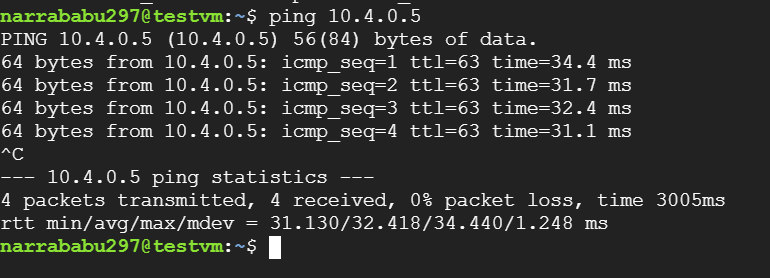 narrababu297@testvm:~$ ping 10.4.0.5
PING 10.4.0.5 (10.4.0.5) 56(84) bytes of data.
64 bytes from 10.4.0.5: icmp_seq=1 ttl=63 time=34.4 ms
64 bytes from 10.4.0.5: icmp_seq=2 ttl=63 time=31.7 ms
64 bytes from 10.4.0.5: icmp_seq=3 ttl=63 time=32.4 ms
64 bytes from 10.4.0.5: icmp_seq=4 ttl=63 time=31.1 ms
^C
--- 10.4.0.5 ping statistics ---
4 packets transmitted, 4 received, 0% packet loss, time 3005ms
rtt min/avg/max/mdev = 31.130/32.418/34.440/1.248 ms
narrababu297@testvm:~$